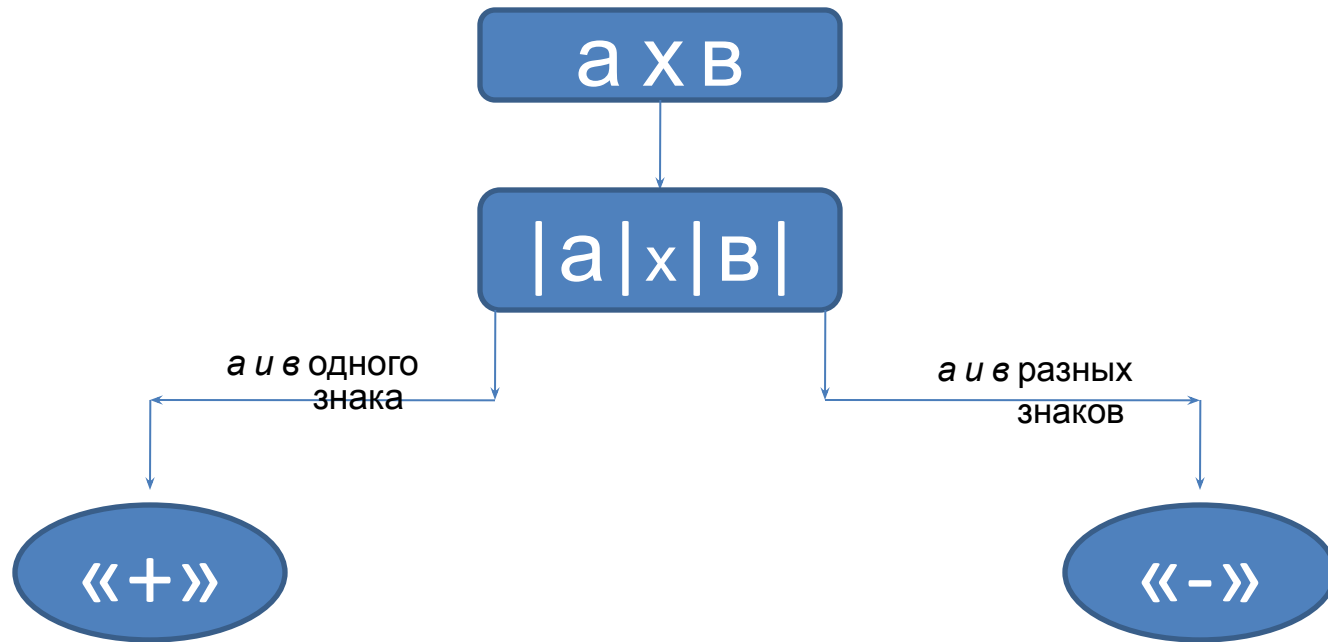 а х в
|а|х|в|
а и в одного
знака
а и в разных
знаков
«+»
«-»